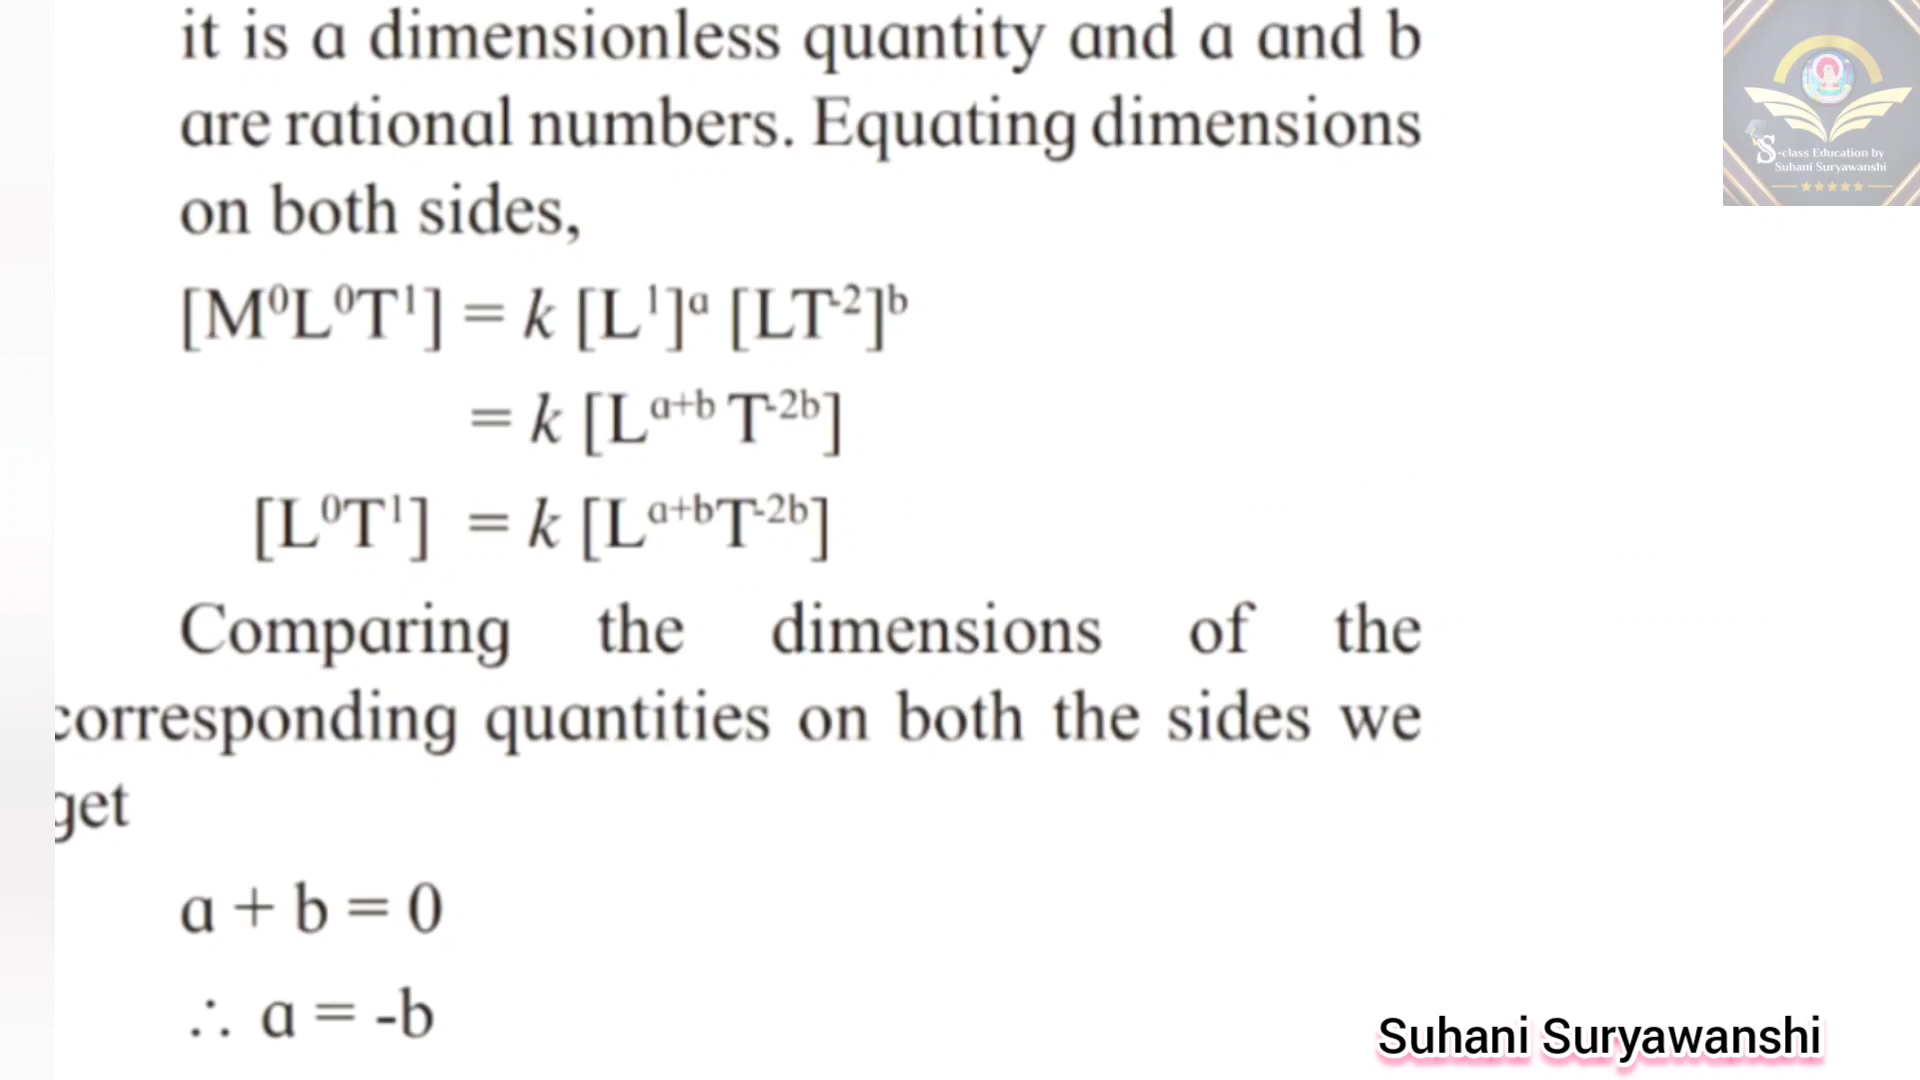 it is a dimensionless quantity and a and b
are rational numbers. Equating dimensions
on both sides,
[M⁰L⁰T¹] = k [L¹]ᵃ [LT⁻²]ᵇ
= k [Lᵃ⁺ᵇ T⁻²ᵇ]
[L⁰T¹] = k [Lᵃ⁺ᵇT⁻²ᵇ]
Comparing the dimensions of the
corresponding quantities on both the sides we
get
a + b = 0
∴ a = -b
S-class Education by
Suhani Suryawanshi
Suhani Suryawanshi